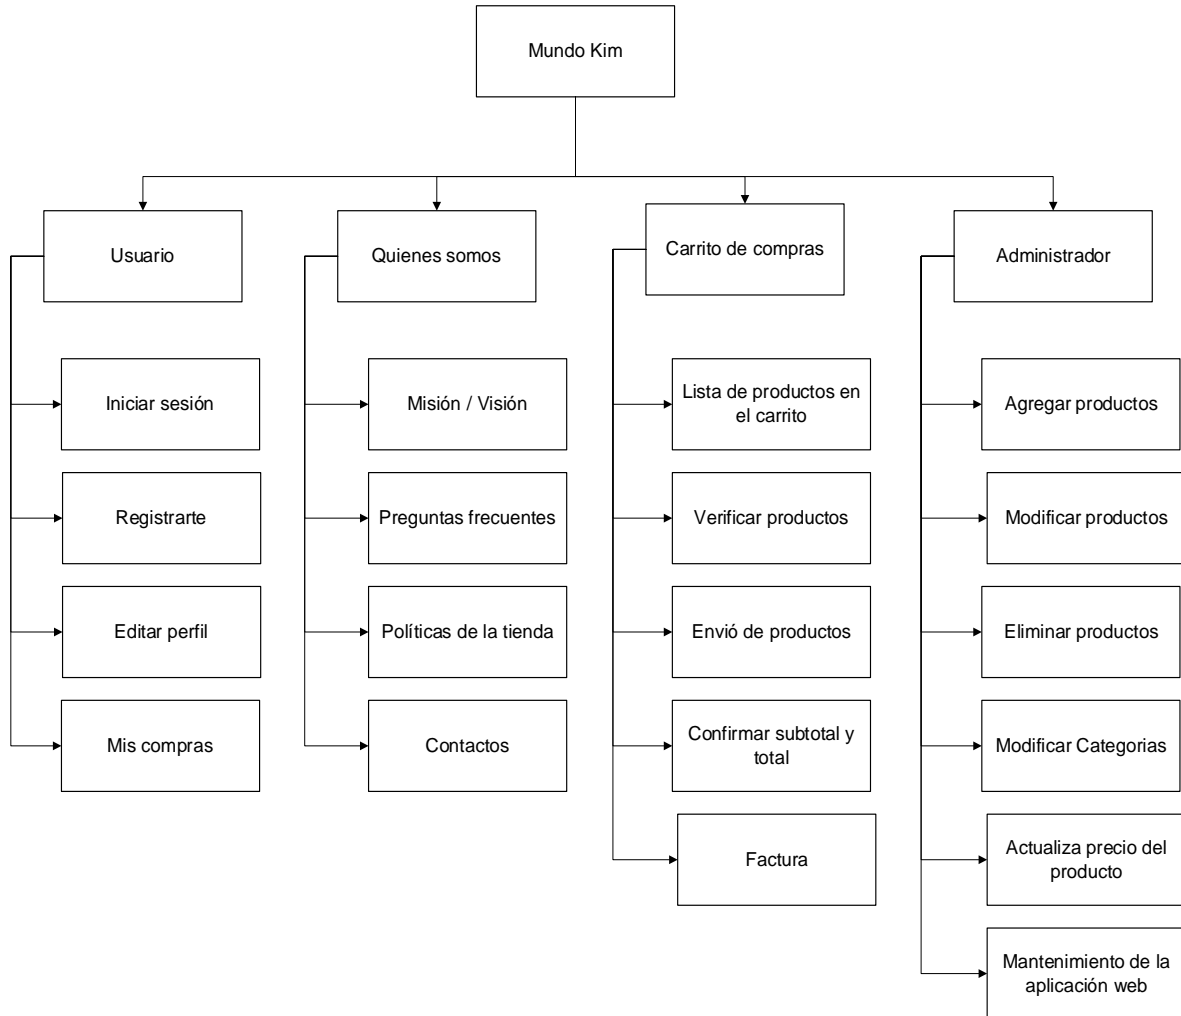 Mundo Kim
Usuario
Quienes somos
Carrito de compras
Administrador
Iniciar sesión
Misión / Visión
Lista de productos en
el carrito
Agregar productos
Registrarte
Preguntas frecuentes
Verificar productos
Modificar productos
Editar perfil
Políticas de la tienda
Envió de productos
Eliminar productos
Mis compras
Contactos
Confirmar subtotal y
total
Modificar Categorias
Factura
Actualiza precio del
producto
Mantenimiento de la
aplicación web